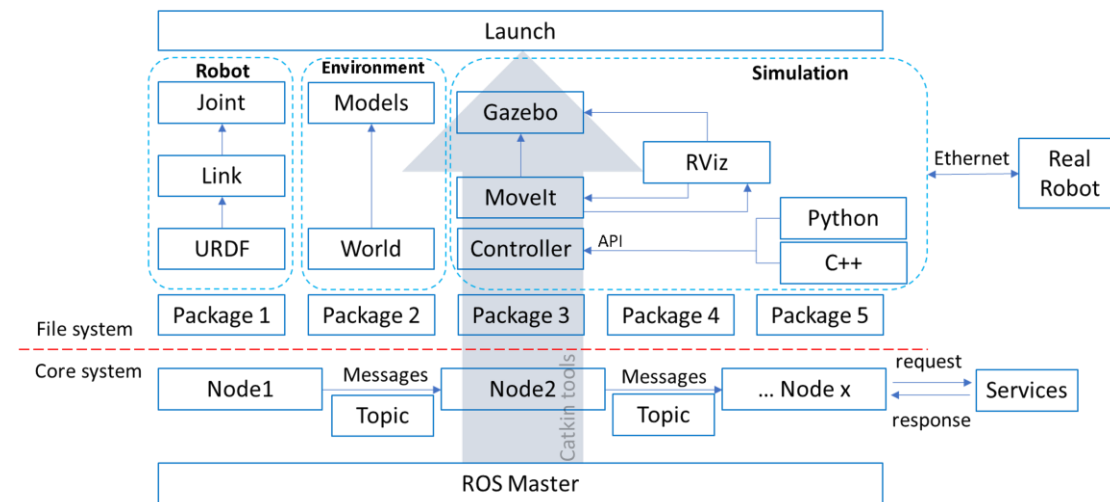 Launch
Robot
Environment
Simulation
Joint
Models
Gazebo
Link
RViz
Ethernet
Real
Robot
MoveIt
Python
URDF
World
Controller
API
C++
Package 1
Package 2
Package 3
Package 4
Package 5
File system
Core system
Node1
Messages
Topic
Node2
Catkin tools
Messages
Topic
... Node x
request
response
Services
ROS Master